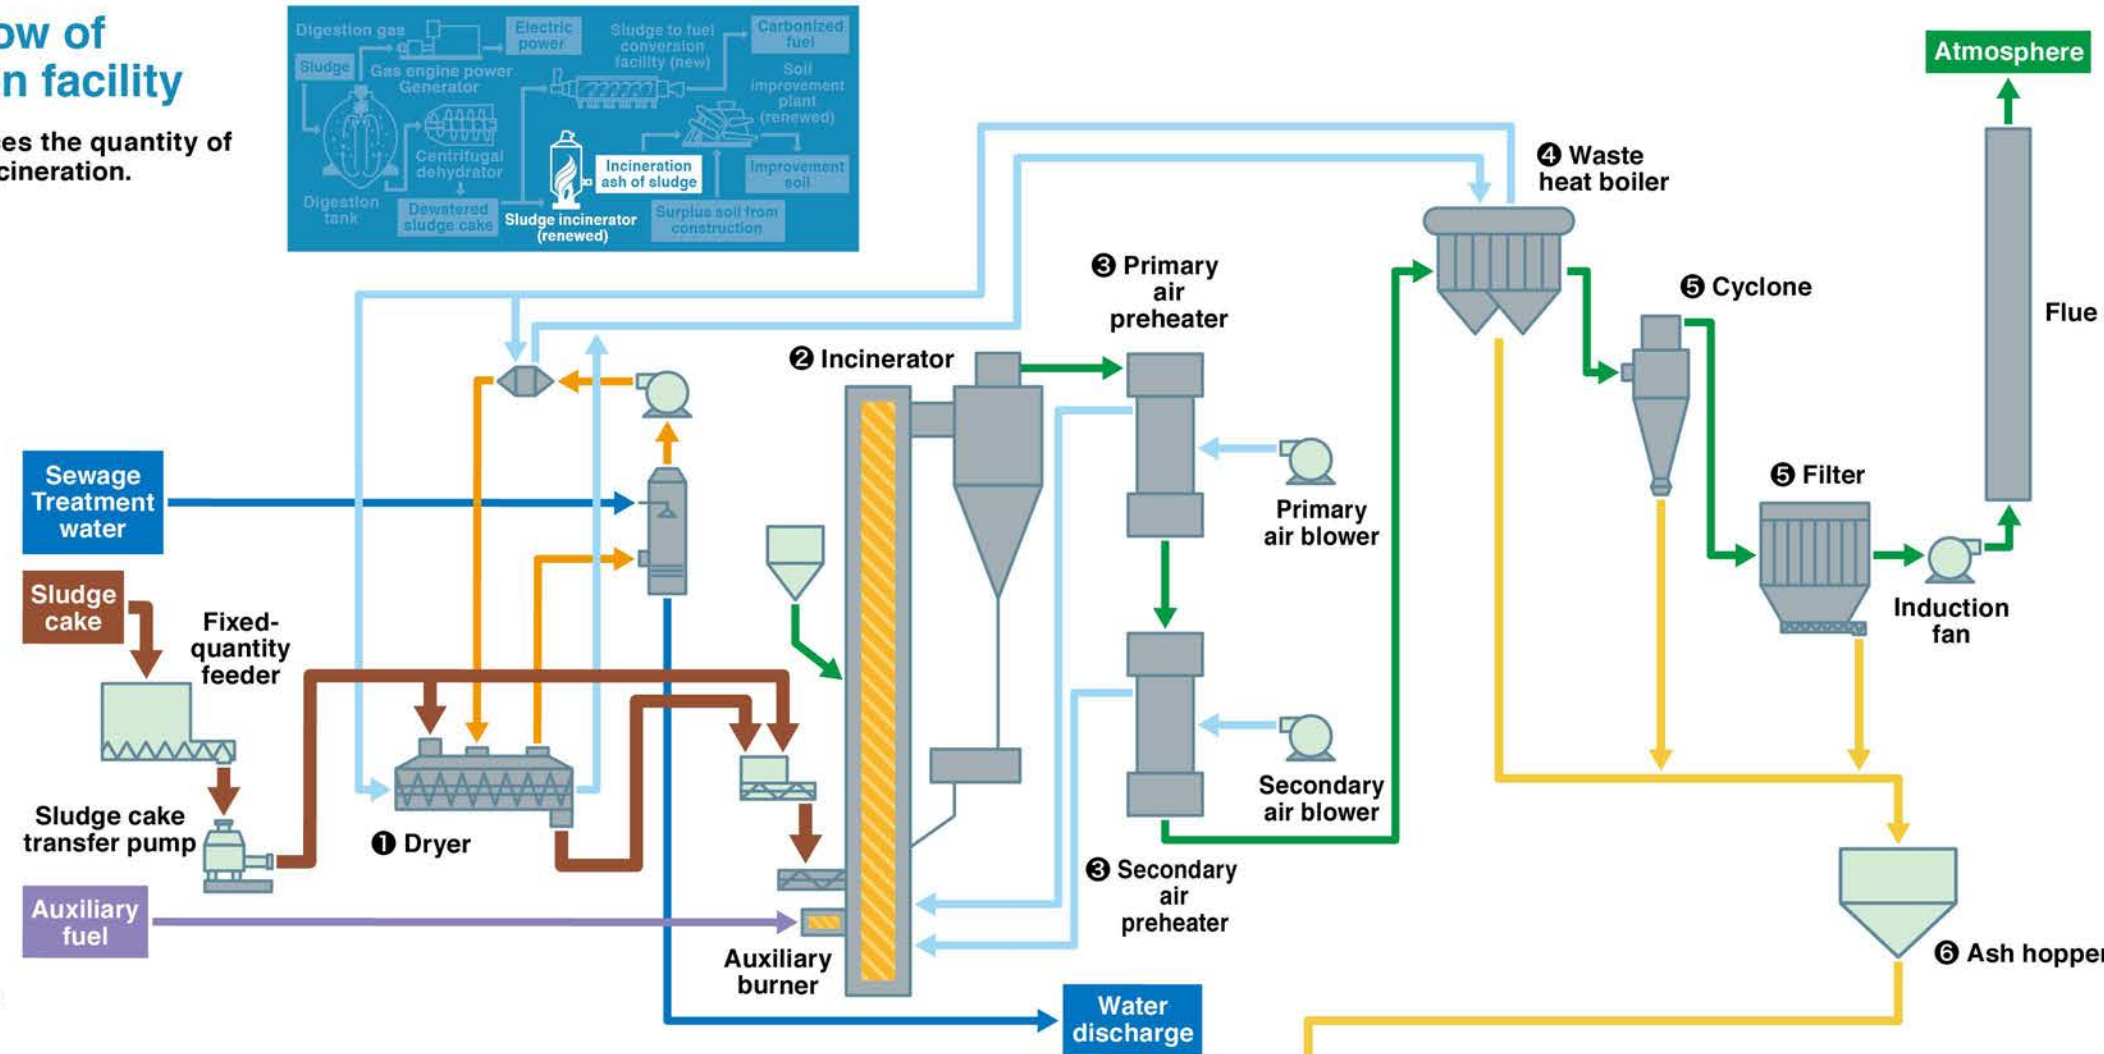 ow of
n facility
es the quantity of
cineration.
Digestion gas
Sludge
Gas engine power
Generator
Electric
power
Sludge to fuel
conversion
facility (new)
Carbonized
fuel
Soil
improvement
plant
(renewed)
Centrifugal
dehydrator
Digestion
tank
Dewatered
sludge cake
Sludge incinerator
(renewed)
Incineration
ash of sludge
Surplus soil from
construction
Improvement
soil
Atmosphere
❹ Waste
heat boiler
❸ Primary
air
preheater
❺ Cyclone
Flue
❷ Incinerator
Sewage
Treatment
water
Primary
air blower
❺ Filter
Sludge
cake
Fixed-
quantity
feeder
Induction
fan
Sludge cake
transfer pump
❶ Dryer
Secondary
air blower
❸ Secondary
air
preheater
Auxiliary
fuel
Auxiliary
burner
❻ Ash hopper
Water
discharge